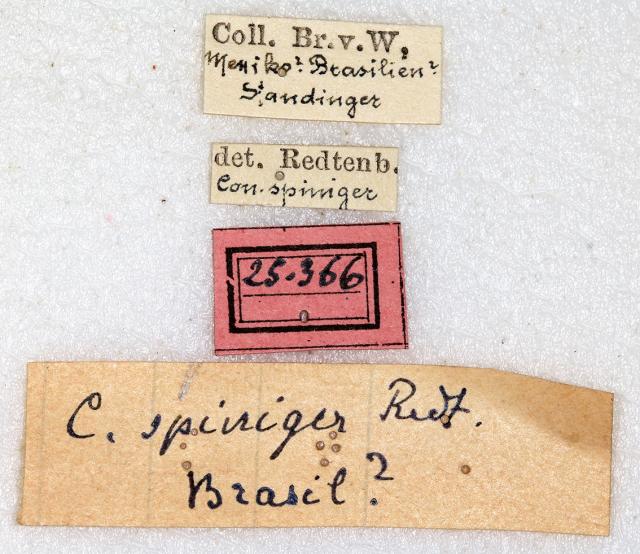 Coll. Br. v. W.
Mexiko? Brasilien?
Staudinger
det. Redtenb.
Con. spiniger
25.366
C. spiniger Redt.
Brasil?